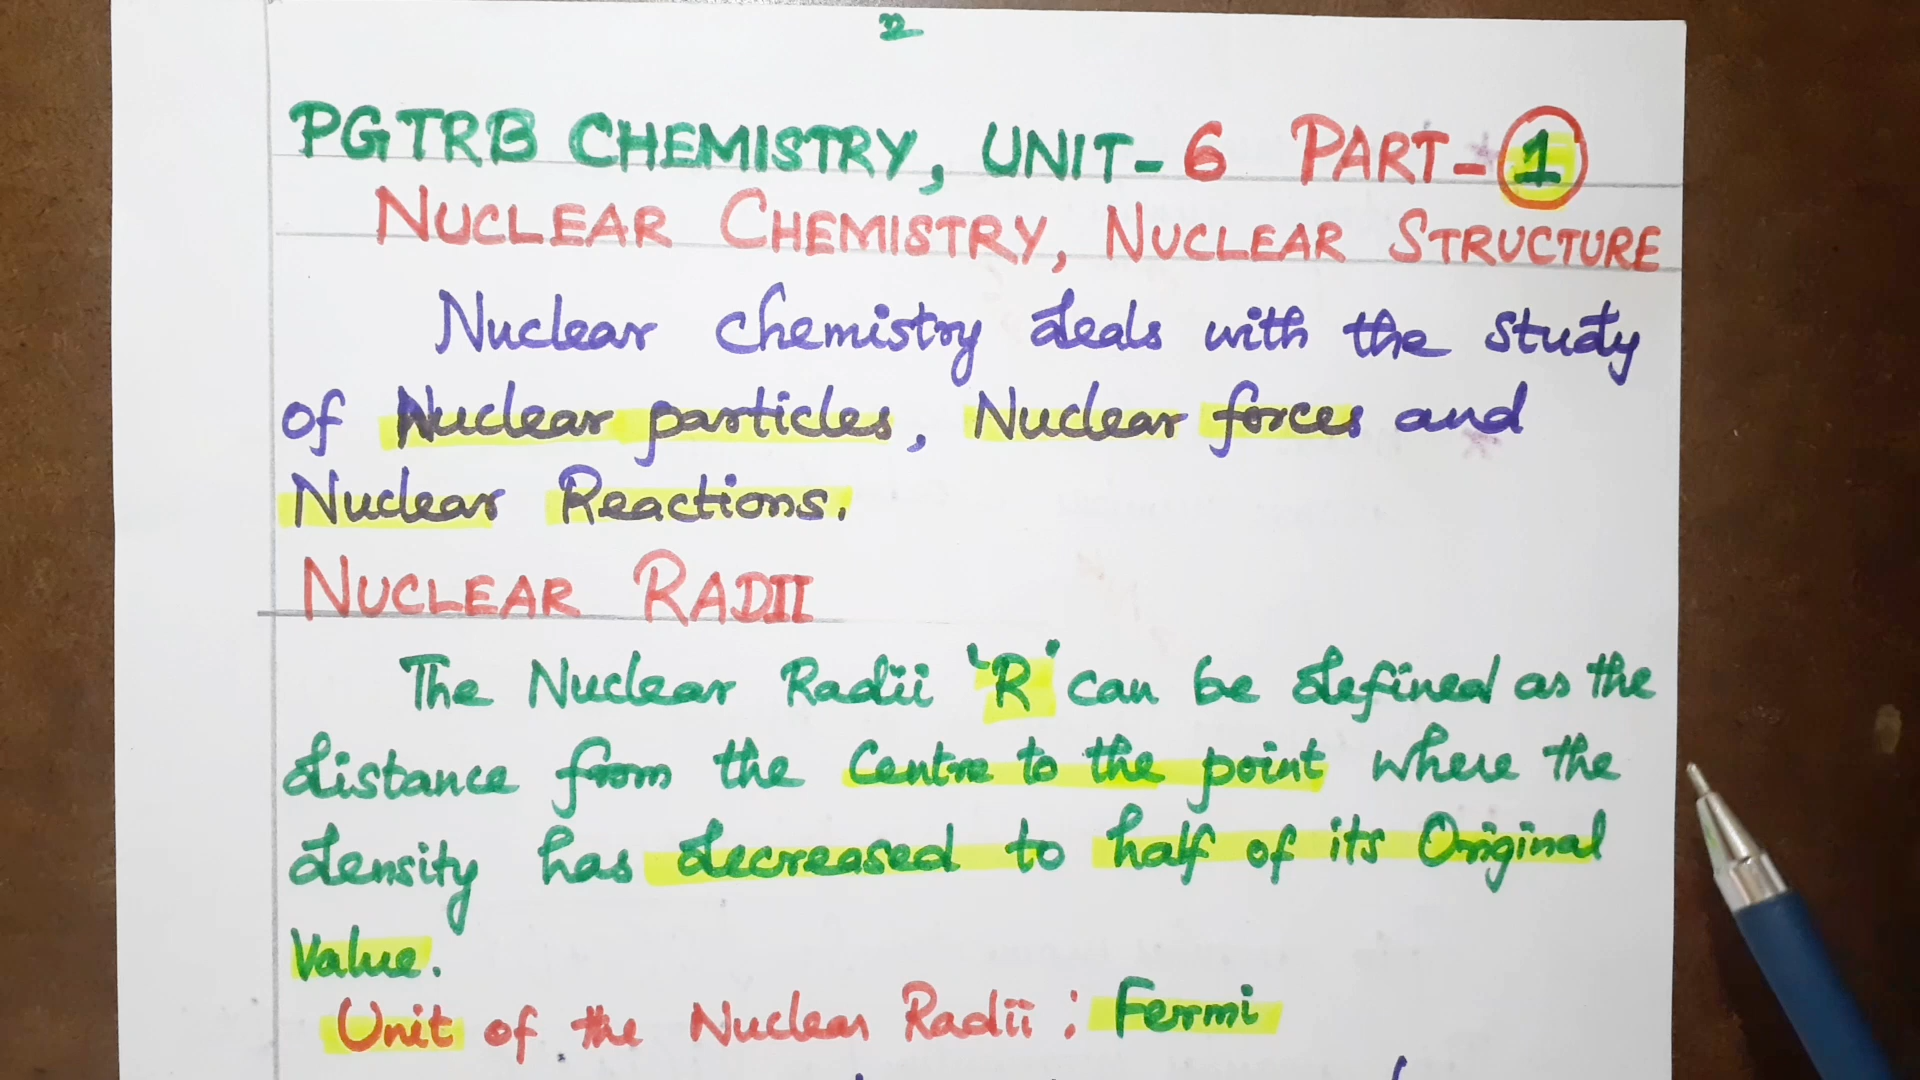 PGTRB CHEMISTRY, UNIT-6 PART-1
NUCLEAR CHEMISTRY, NUCLEAR STRUCTURE
Nuclear chemistry deals with the study
of Nuclear particles, Nuclear forces and
Nuclear Reactions.
NUCLEAR RADII
The Nuclear Radii 'R' can be defined as the
distance from the Centre to the point where the
density has decreased to half of its Original
Value.
Unit of the Nuclear Radii : Fermi